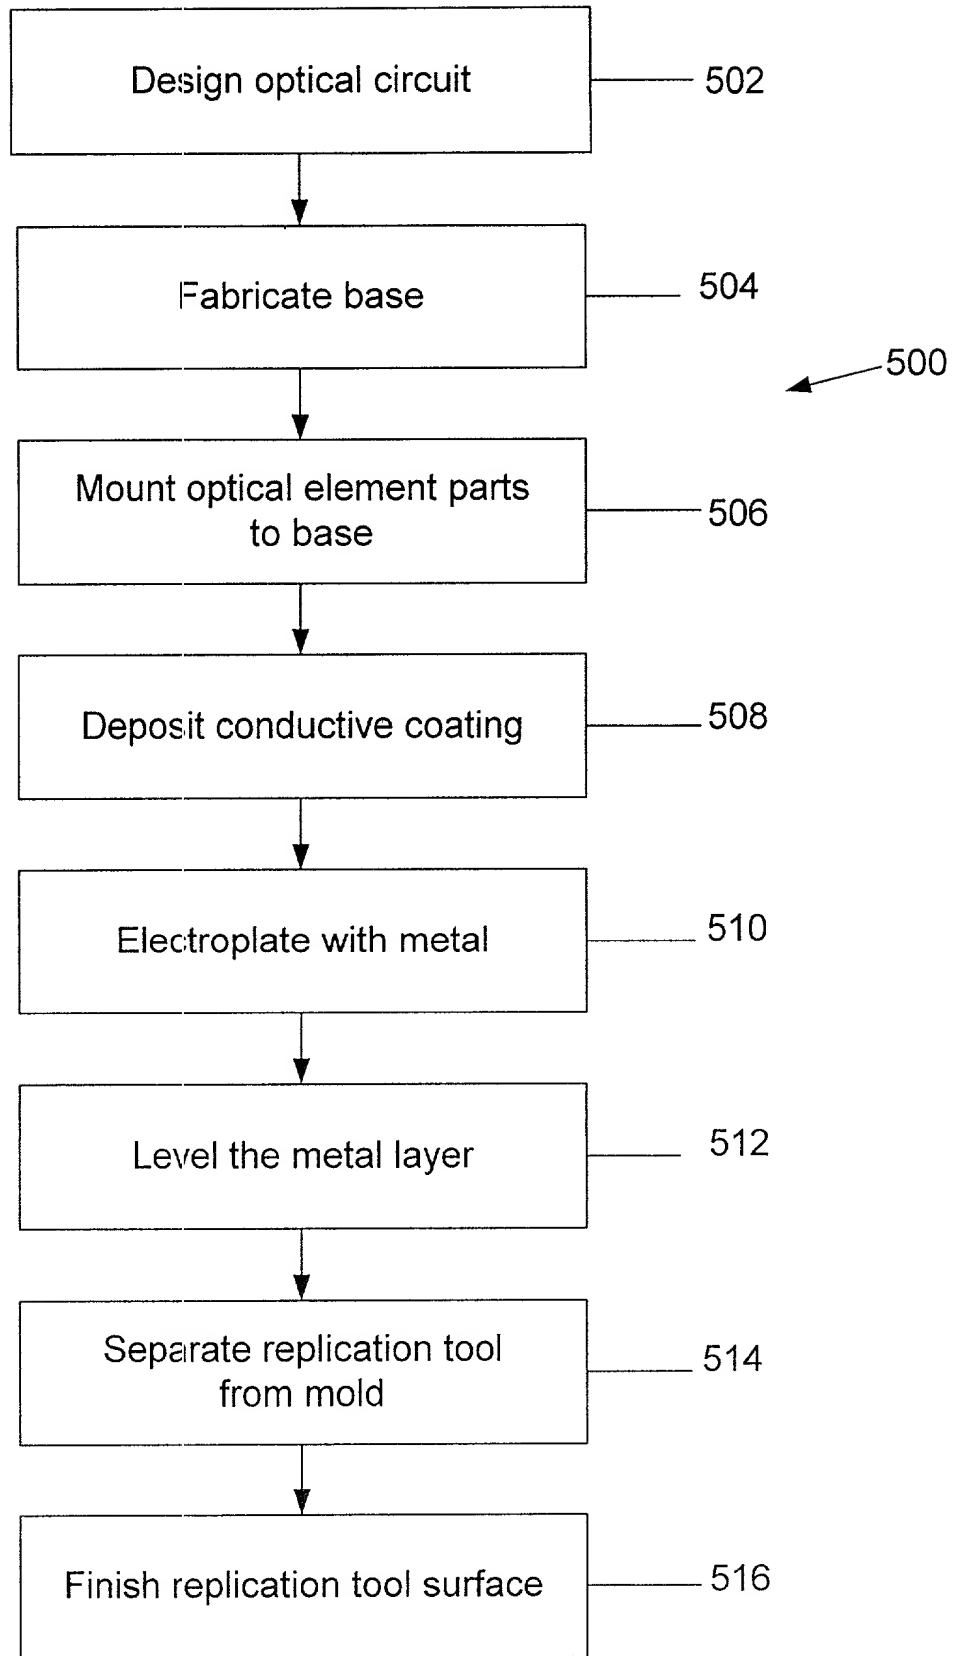 Design optical circuit
502
Fabricate base
504
500
Mount optical element parts
to base
506
Deposit conductive coating
508
Electroplate with metal
510
Level the metal layer
512
Separate replication tool
from mold
514
Finish replication tool surface
516